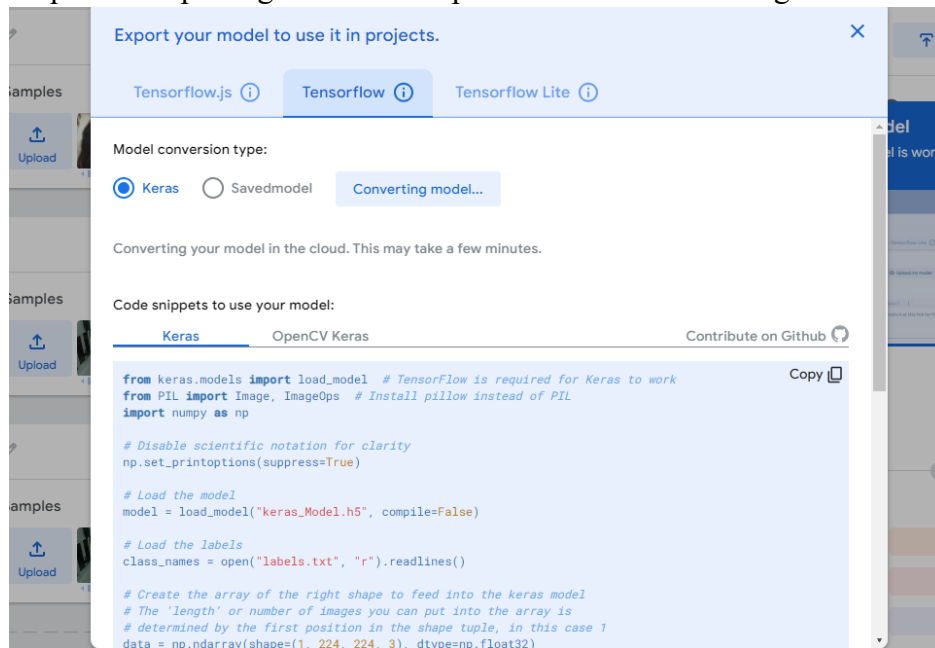 Export your model to use it in projects.
Tensorflow.js
Tensorflow
Tensorflow Lite
Samples
Upload
Model conversion type:
Keras
Savedmodel
Converting model...
Converting your model in the cloud. This may take a few minutes.
Samples
Upload
Code snippets to use your model:
Keras
OpenCV Keras
Contribute on Github
Copy
from keras.models import load_model # TensorFlow is required for Keras to work
from PIL import Image, ImageOps # Install pillow instead of PIL
import numpy as np
# Disable scientific notation for clarity
np.set_printoptions(suppress=True)
# Load the model
model = load_model("keras_Model.h5", compile=False)
# Load the labels
class_names = open("labels.txt", "r").readlines()
# Create the array of the right shape to feed into the keras model
# The 'length' or number of images you can put into the array is
# determined by the first position in the shape tuple, in this case 1
data = np.ndarray(shape=(1, 224, 224, 3), dtype=np.float32)
amples
Upload
del
el is wor